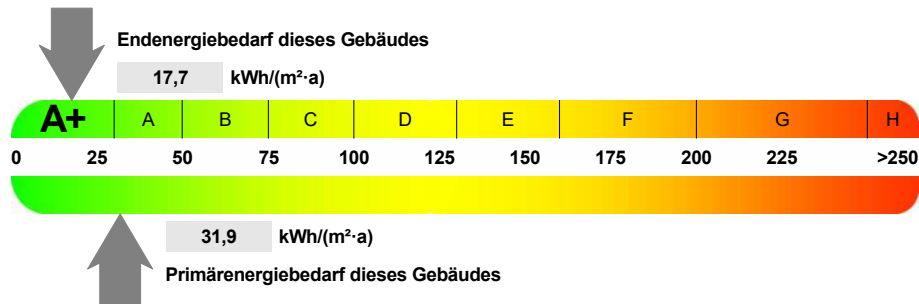 Endenergiebedarf dieses Gebäudes
17,7 kWh/(m²·a)
A+ A B C D E F G H
0 25 50 75 100 125 150 175 200 225 >250
31,9 kWh/(m²·a)
Primärenergiebedarf dieses Gebäudes